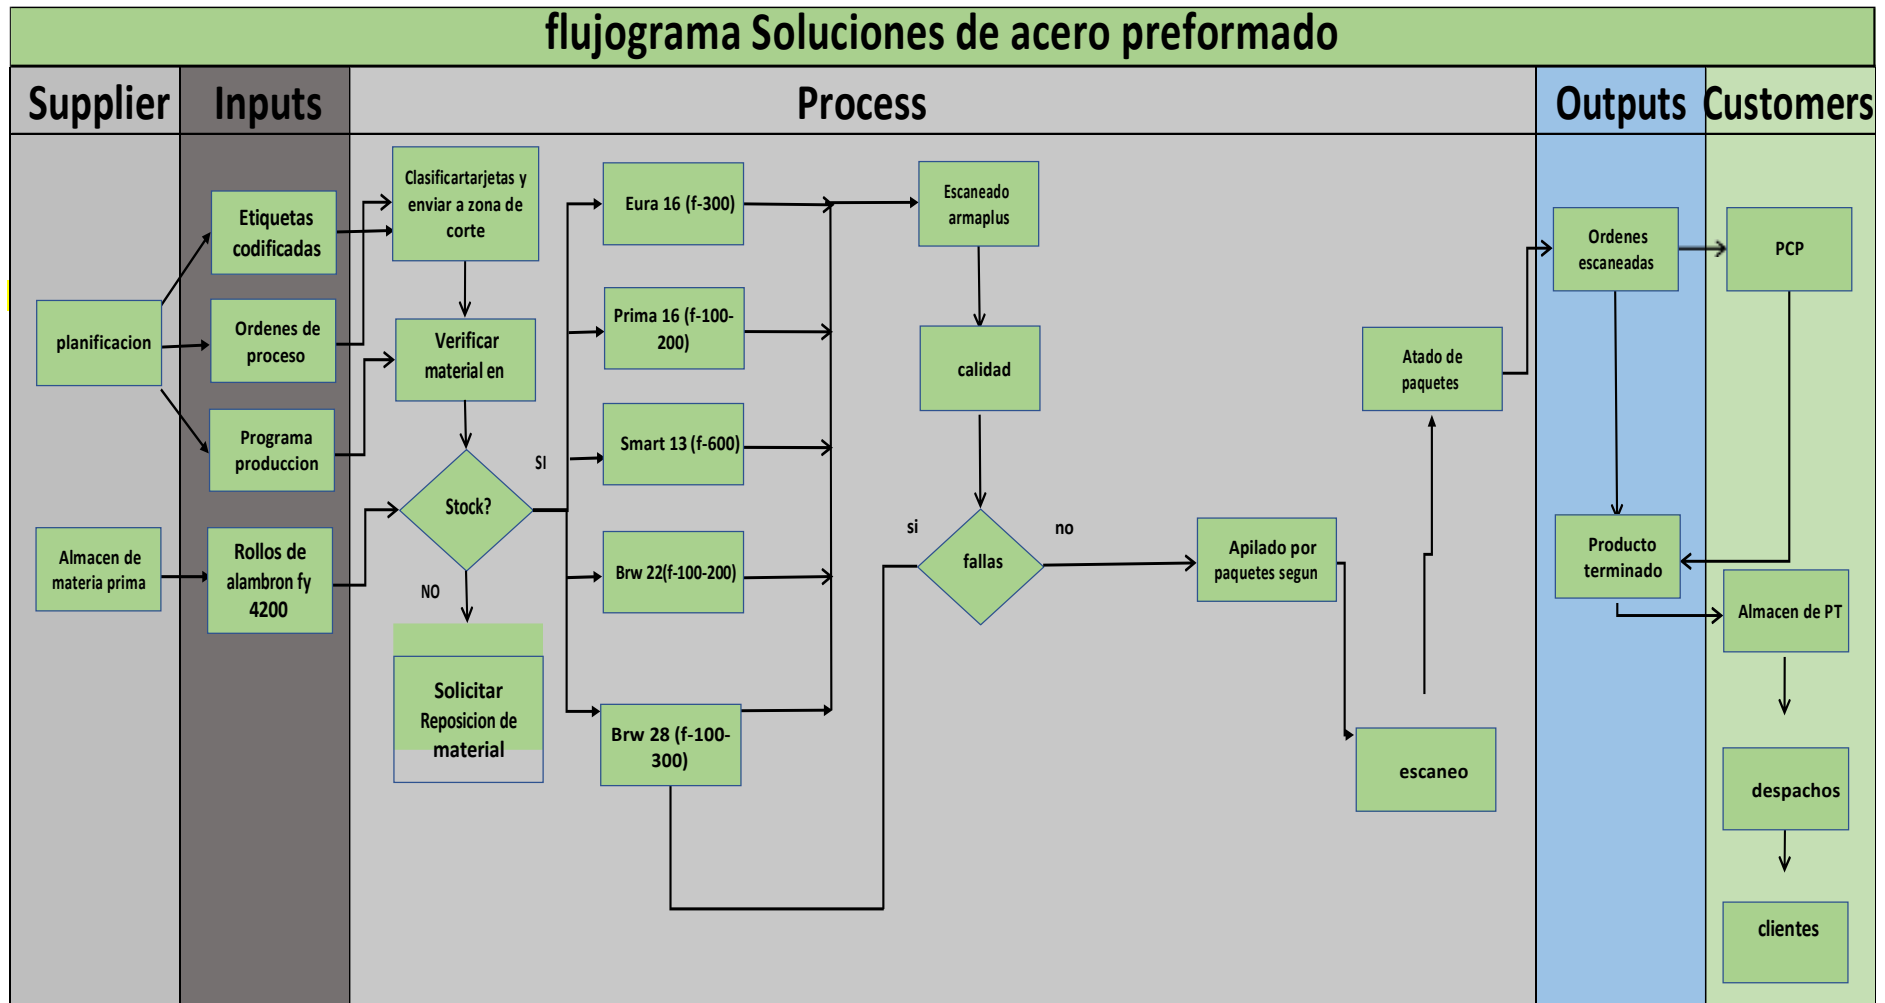 flujograma Soluciones de acero preformado
Supplier
Inputs
Process
Outputs
Customers
planificacion
Almacen de
materia prima
Etiquetas
codificadas
Ordenes de
proceso
Programa
produccion
Rollos de
alambron fy
4200
Clasificartarjetas y
enviar a zona de
corte
Verificar
material en
Stock?
SI
NO
Solicitar
Reposicion de
material
Eura 16 (f-300)
Prima 16 (f-100-
200)
Smart 13 (f-600)
Brw 22(f-100-200)
Brw 28 (f-100-
300)
Escaneado
armaplus
calidad
fallas
si
no
Apilado por
paquetes segun
escaneo
Atado de
paquetes
Ordenes
escaneadas
Producto
terminado
PCP
Almacen de PT
despachos
clientes